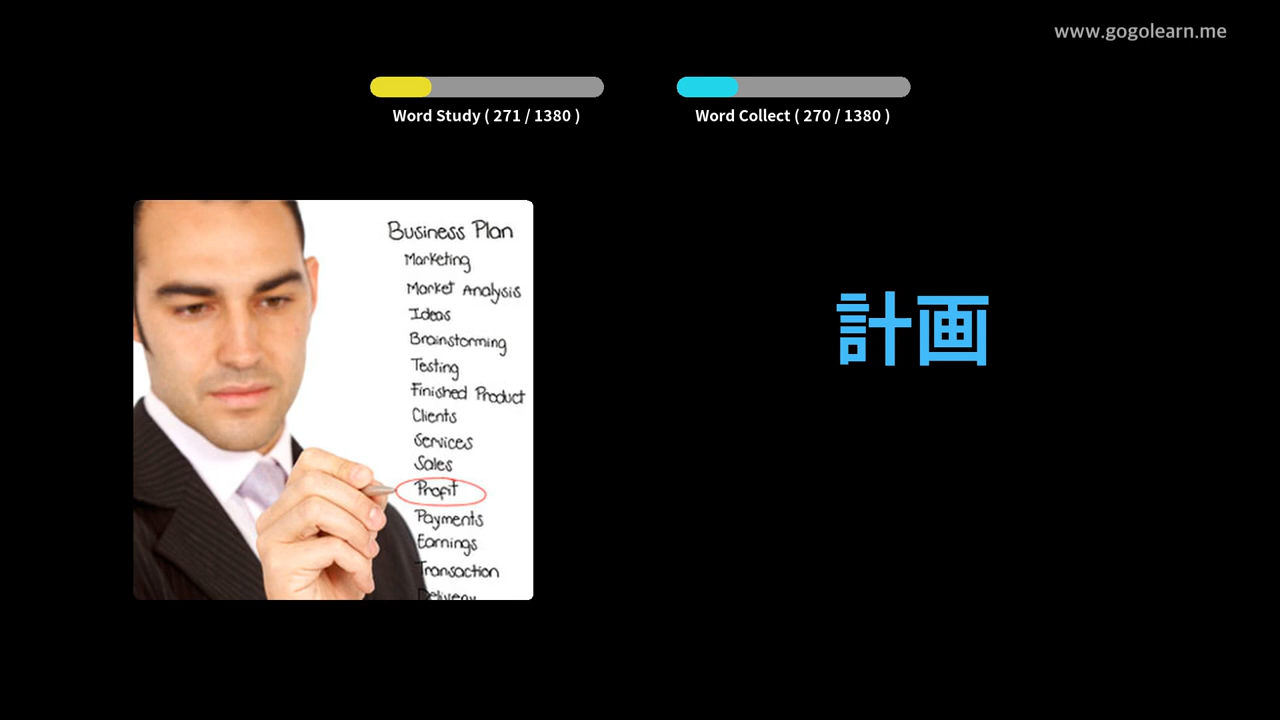 www.gogolearn.me
Word Study ( 271 / 1380 )
Word Collect ( 270 / 1380 )
Business Plan
Marketing
Market Analysis
Ideas
Brainstorming
Testing
Finished Product
Clients
Services
Sales
Profit
Payments
Earnings
Transaction
Delivery
計画